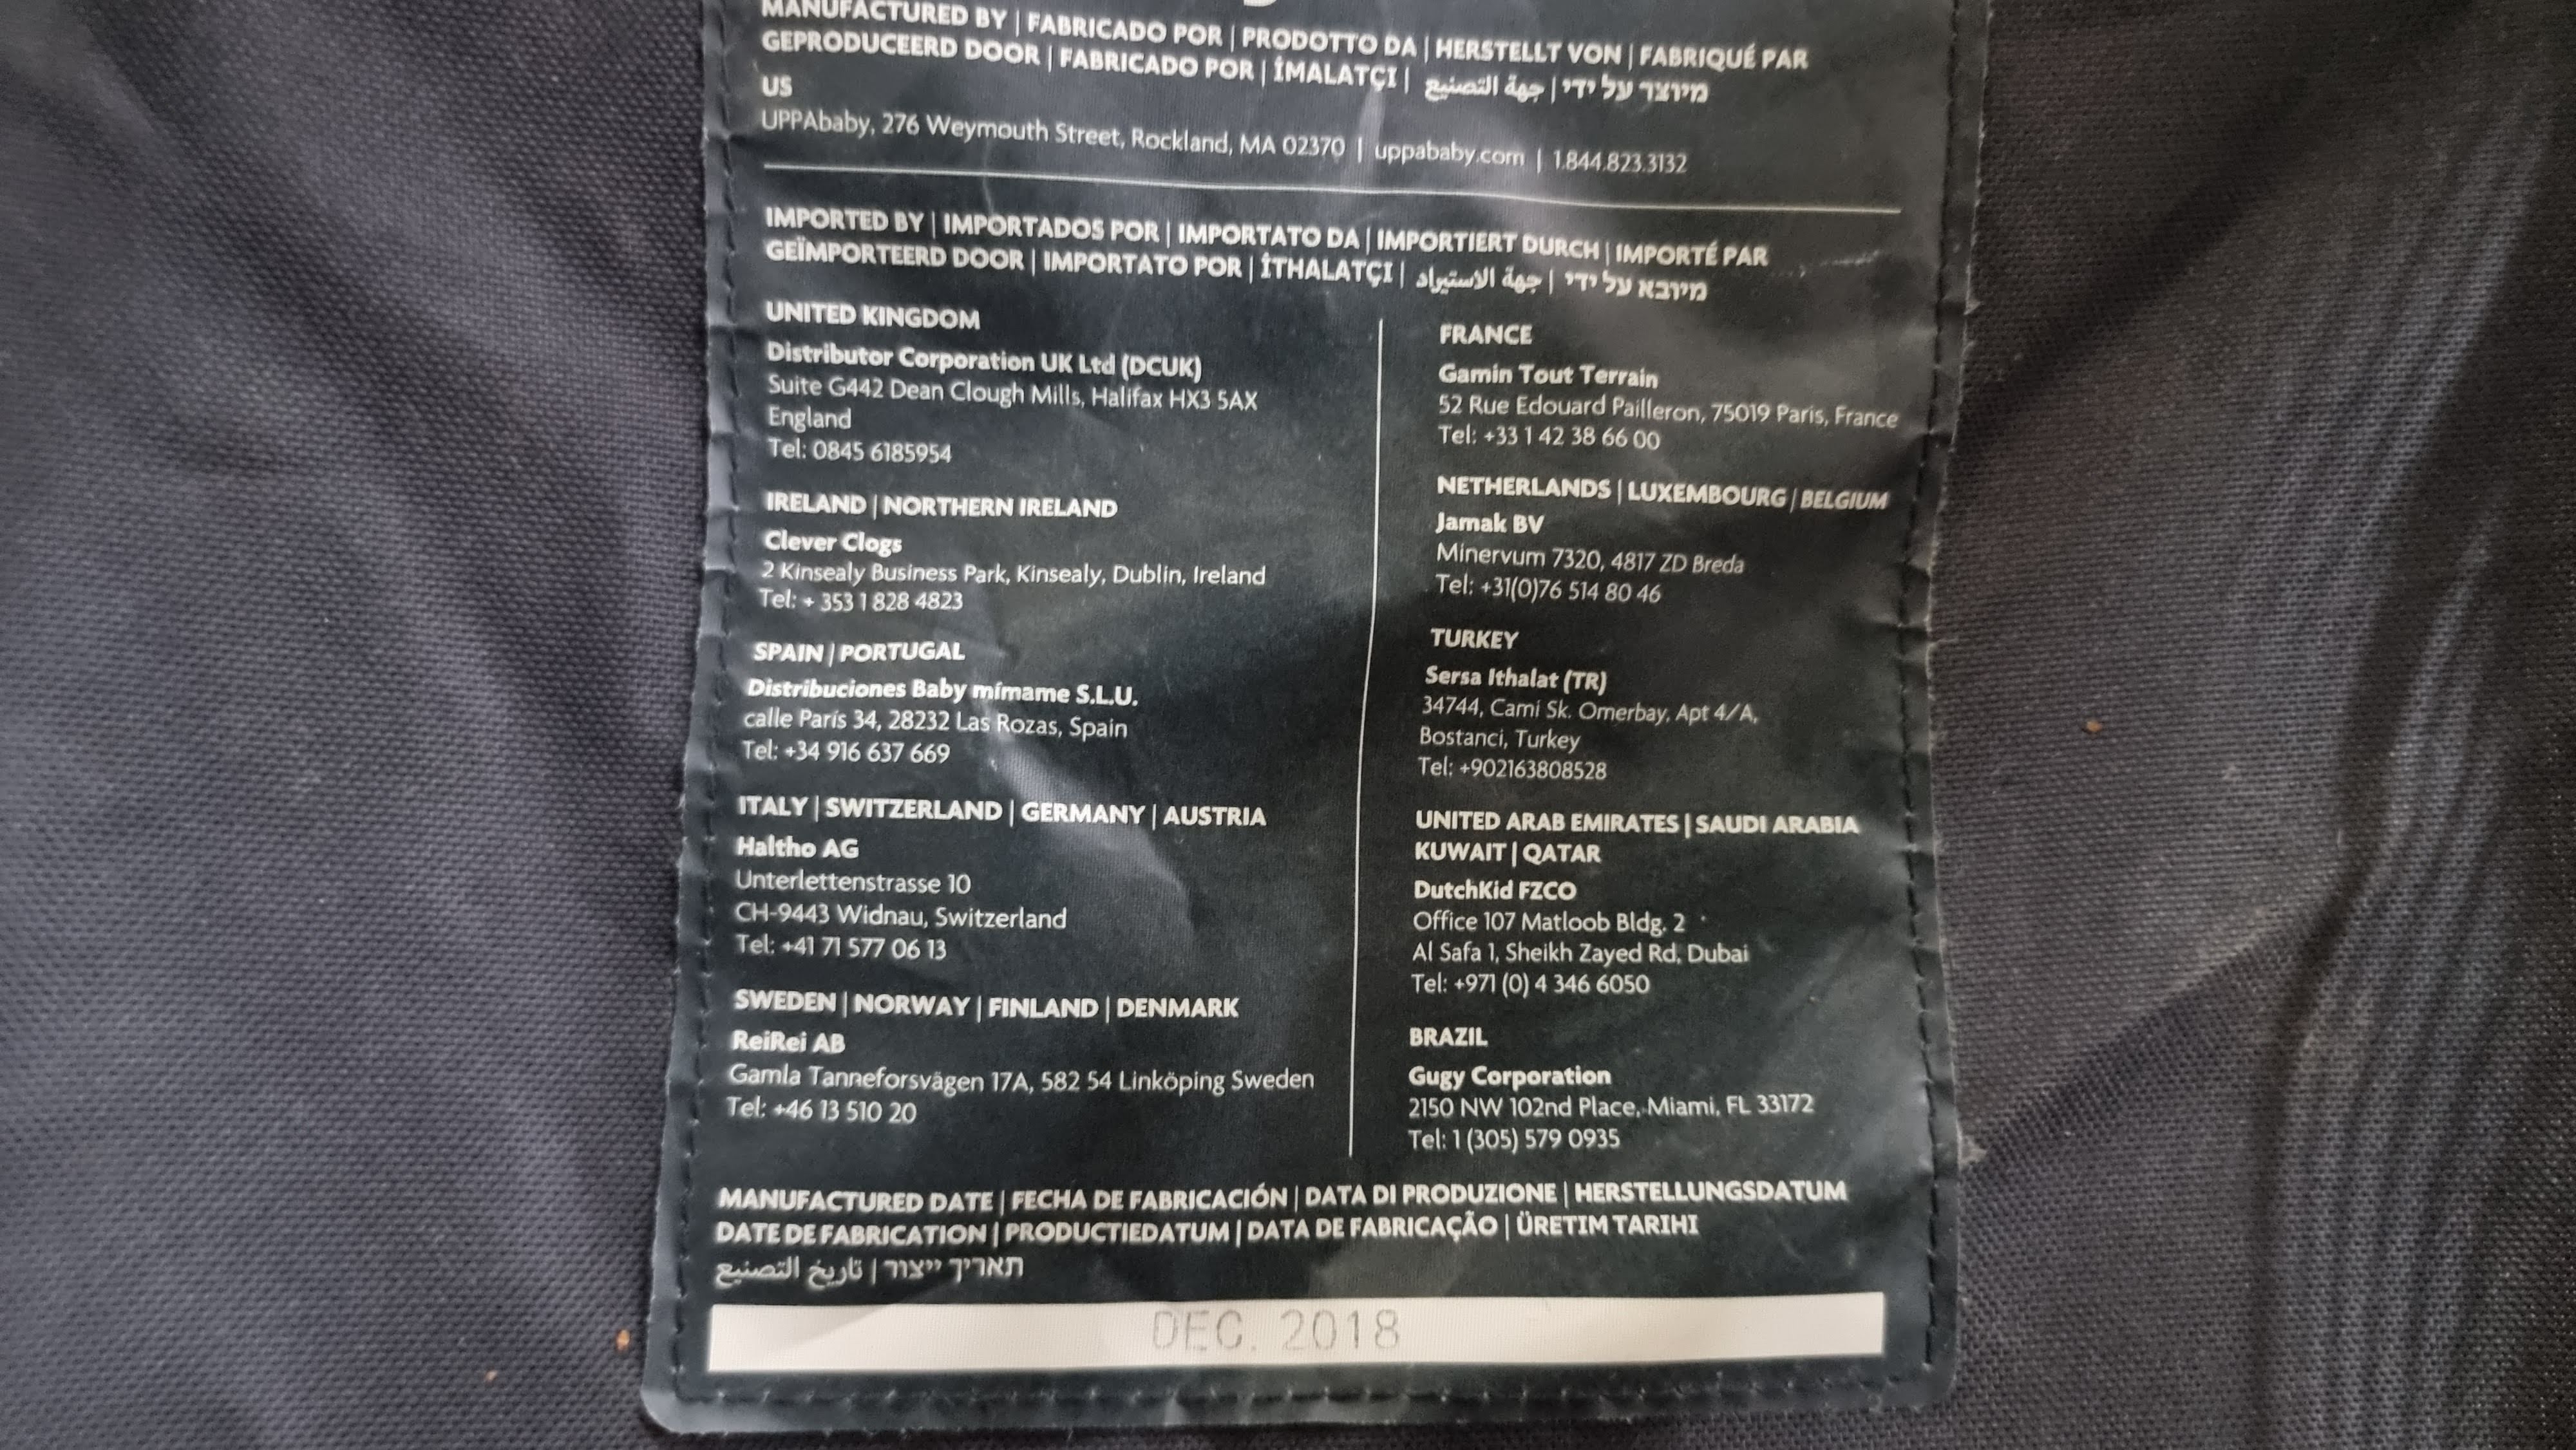 MANUFACTURED BY | FABRICADO POR | PRODOTTO DA | HERSTELLT VON | FABRIQUÉ PAR
GEPRODUCEERD DOOR | FABRICADO POR | İMALATÇI | جهة التصنيع | מיוצר על ידי
US
UPPAbaby, 276 Weymouth Street, Rockland, MA 02370 | uppababy.com | 1.844.823.3132
IMPORTED BY | IMPORTADOS POR | IMPORTATO DA | IMPORTIERT DURCH | IMPORTÉ PAR
GEÏMPORTEERD DOOR | IMPORTATO POR | İTHALATÇI | جهة الاستيراد | מיובא על ידי
UNITED KINGDOM
Distributor Corporation UK Ltd (DCUK)
Suite G442 Dean Clough Mills, Halifax HX3 5AX
England
Tel: 0845 6185954
IRELAND | NORTHERN IRELAND
Clever Clogs
2 Kinsealy Business Park, Kinsealy, Dublin, Ireland
Tel: + 353 1 828 4823
SPAIN | PORTUGAL
Distribuciones Baby mímame S.L.U.
calle París 34, 28232 Las Rozas, Spain
Tel: +34 916 637 669
ITALY | SWITZERLAND | GERMANY | AUSTRIA
Haltho AG
Unterlettenstrasse 10
CH-9443 Widnau, Switzerland
Tel: +41 71 577 06 13
SWEDEN | NORWAY | FINLAND | DENMARK
ReiRei AB
Gamla Tanneforsvägen 17A, 582 54 Linköping Sweden
Tel: +46 13 510 20
FRANCE
Gamin Tout Terrain
52 Rue Edouard Pailleron, 75019 Paris, France
Tel: +33 1 42 38 66 00
NETHERLANDS | LUXEMBOURG | BELGIUM
Jamak BV
Minervum 7320, 4817 ZD Breda
Tel: +31(0)76 514 80 46
TURKEY
Sersa Ithalat (TR)
34744, Cami Sk. Omerbay, Apt 4/A,
Bostanci, Turkey
Tel: +902163808528
UNITED ARAB EMIRATES | SAUDI ARABIA
KUWAIT | QATAR
DutchKid FZCO
Office 107 Matloob Bldg. 2
Al Safa 1, Sheikh Zayed Rd, Dubai
Tel: +971 (0) 4 346 6050
BRAZIL
Gugy Corporation
2150 NW 102nd Place, Miami, FL 33172
Tel: 1 (305) 579 0935
MANUFACTURED DATE | FECHA DE FABRICACIÓN | DATA DI PRODUZIONE | HERSTELLUNGSDATUM
DATE DE FABRICATION | PRODUCTIEDATUM | DATA DE FABRICAÇÃO | ÜRETIM TARIHI
תאריך ייצור | تاريخ التصنيع
DEC. 2018